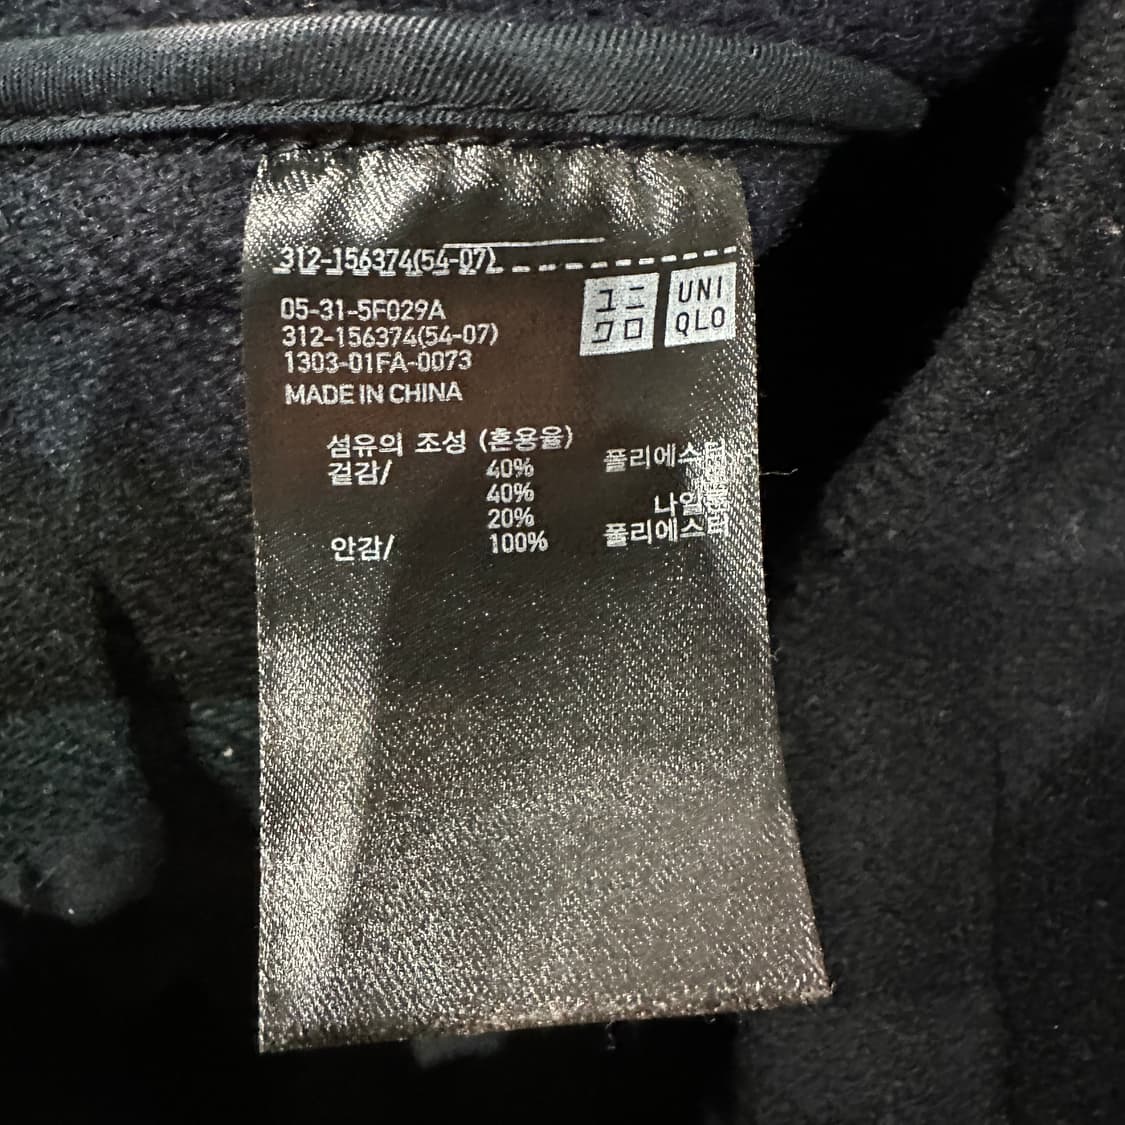 312-156374(54-07)
ユニ
クロ
UNI
QLO
05-31-5F029A
312-156374(54-07)
1303-01FA-0073
MADE IN CHINA
섬유의 조성 (혼용율)
겉감/ 40% 폴리에스터
40%
20% 나일론
안감/ 100% 폴리에스터